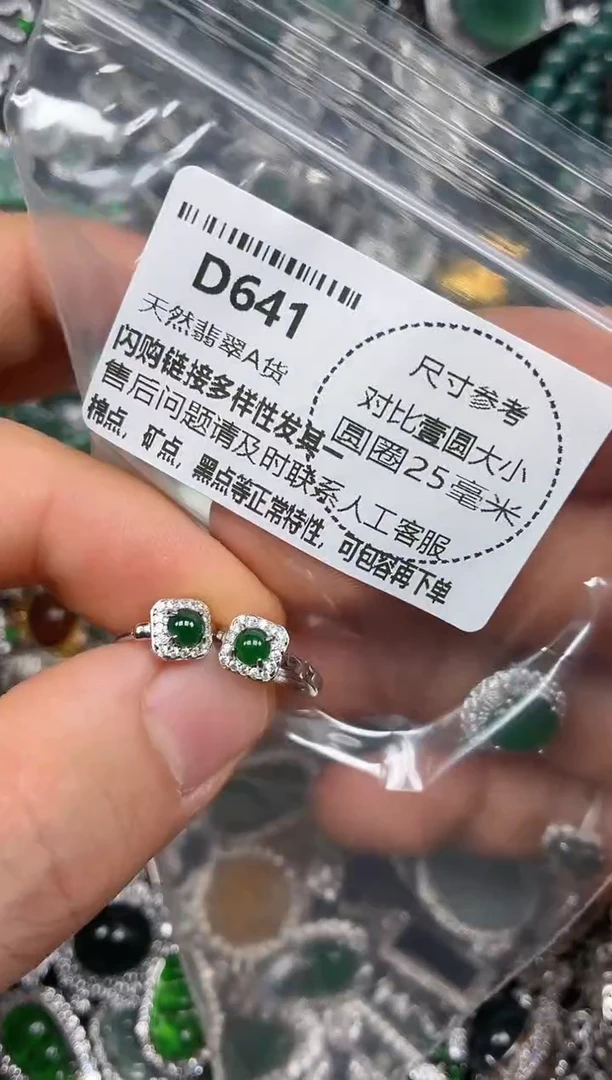 D641
天然翡翠A货
闪购链接多样性发其一
售后问题请及时联系人工客服
棉点，矿点，黑点等正常特性，可包容再下单
尺寸参考
对比壹圆大小
圆圈25毫米